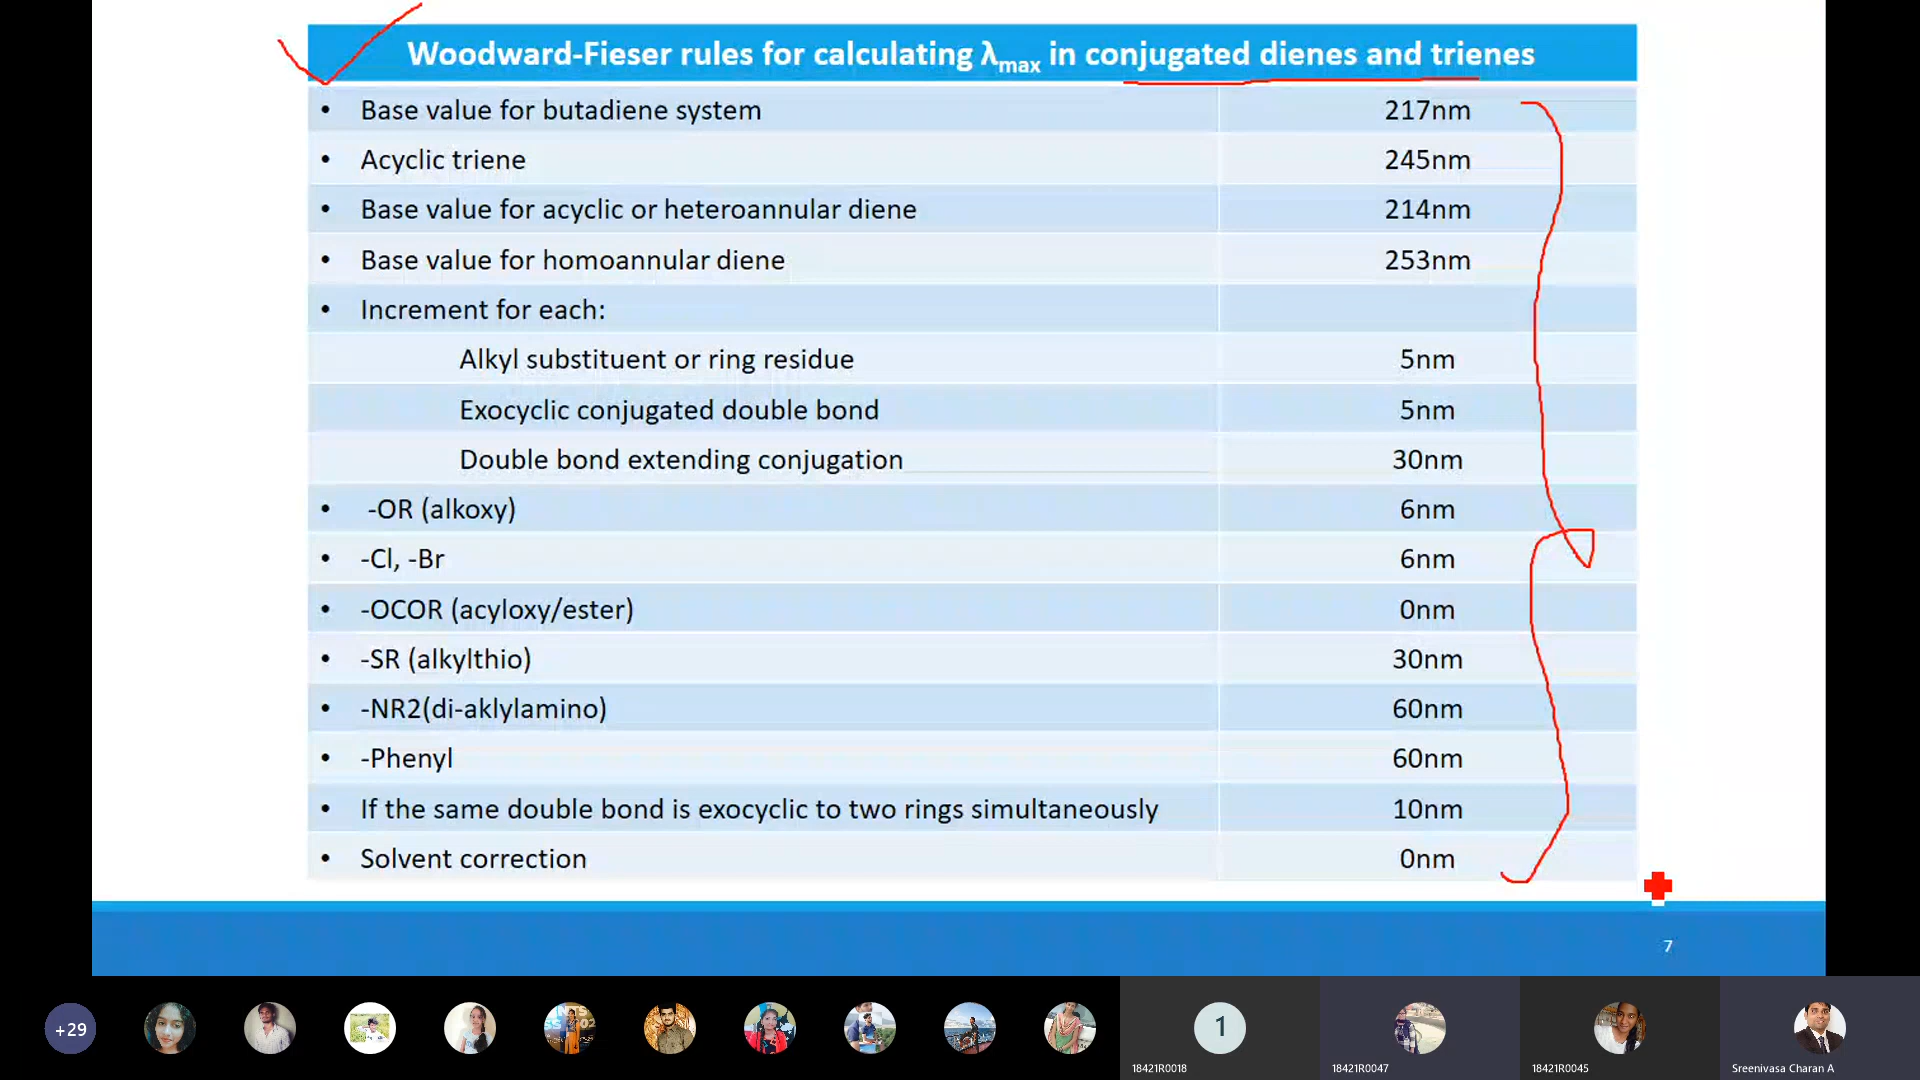 Woodward-Fieser rules for calculating λmax in conjugated dienes and trienes
• Base value for butadiene system 217nm
• Acyclic triene 245nm
• Base value for acyclic or heteroannular diene 214nm
• Base value for homoannular diene 253nm
• Increment for each:
Alkyl substituent or ring residue 5nm
Exocyclic conjugated double bond 5nm
Double bond extending conjugation 30nm
• -OR (alkoxy) 6nm
• -Cl, -Br 6nm
• -OCOR (acyloxy/ester) 0nm
• -SR (alkylthio) 30nm
• -NR2(di-aklylamino) 60nm
• -Phenyl 60nm
• If the same double bond is exocyclic to two rings simultaneously 10nm
• Solvent correction 0nm
7
+29
1
18421R0018
18421R0047
18421R0045
Sreenivasa Charan A